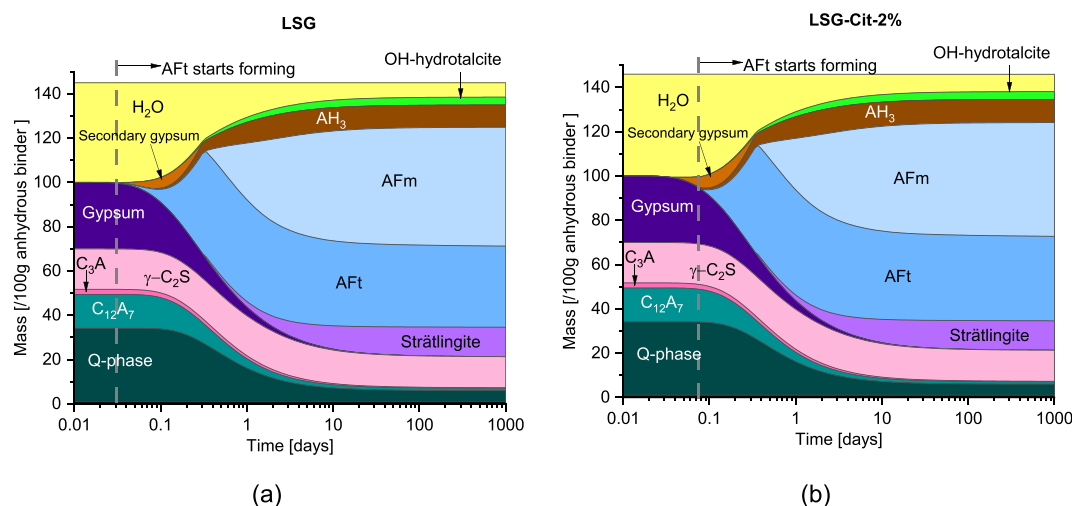 LSG
AFt starts forming
OH-hydrotalcite
H2O
Secondary gypsum
AH3
AFm
Gypsum
C3A
γ–C2S
AFt
C12A7
Strätlingite
Q-phase
Mass [/100g anhydrous binder ]
0
20
40
60
80
100
120
140
0.01
0.1
1
10
100
1000
Time [days]
(a)
LSG-Cit-2%
AFt starts forming
OH-hydrotalcite
H2O
Secondary gypsum
AH3
AFm
Gypsum
C3A
γ–C2S
AFt
C12A7
Strätlingite
Q-phase
Mass [/100g anhydrous binder ]
0
20
40
60
80
100
120
140
0.01
0.1
1
10
100
1000
Time [days]
(b)